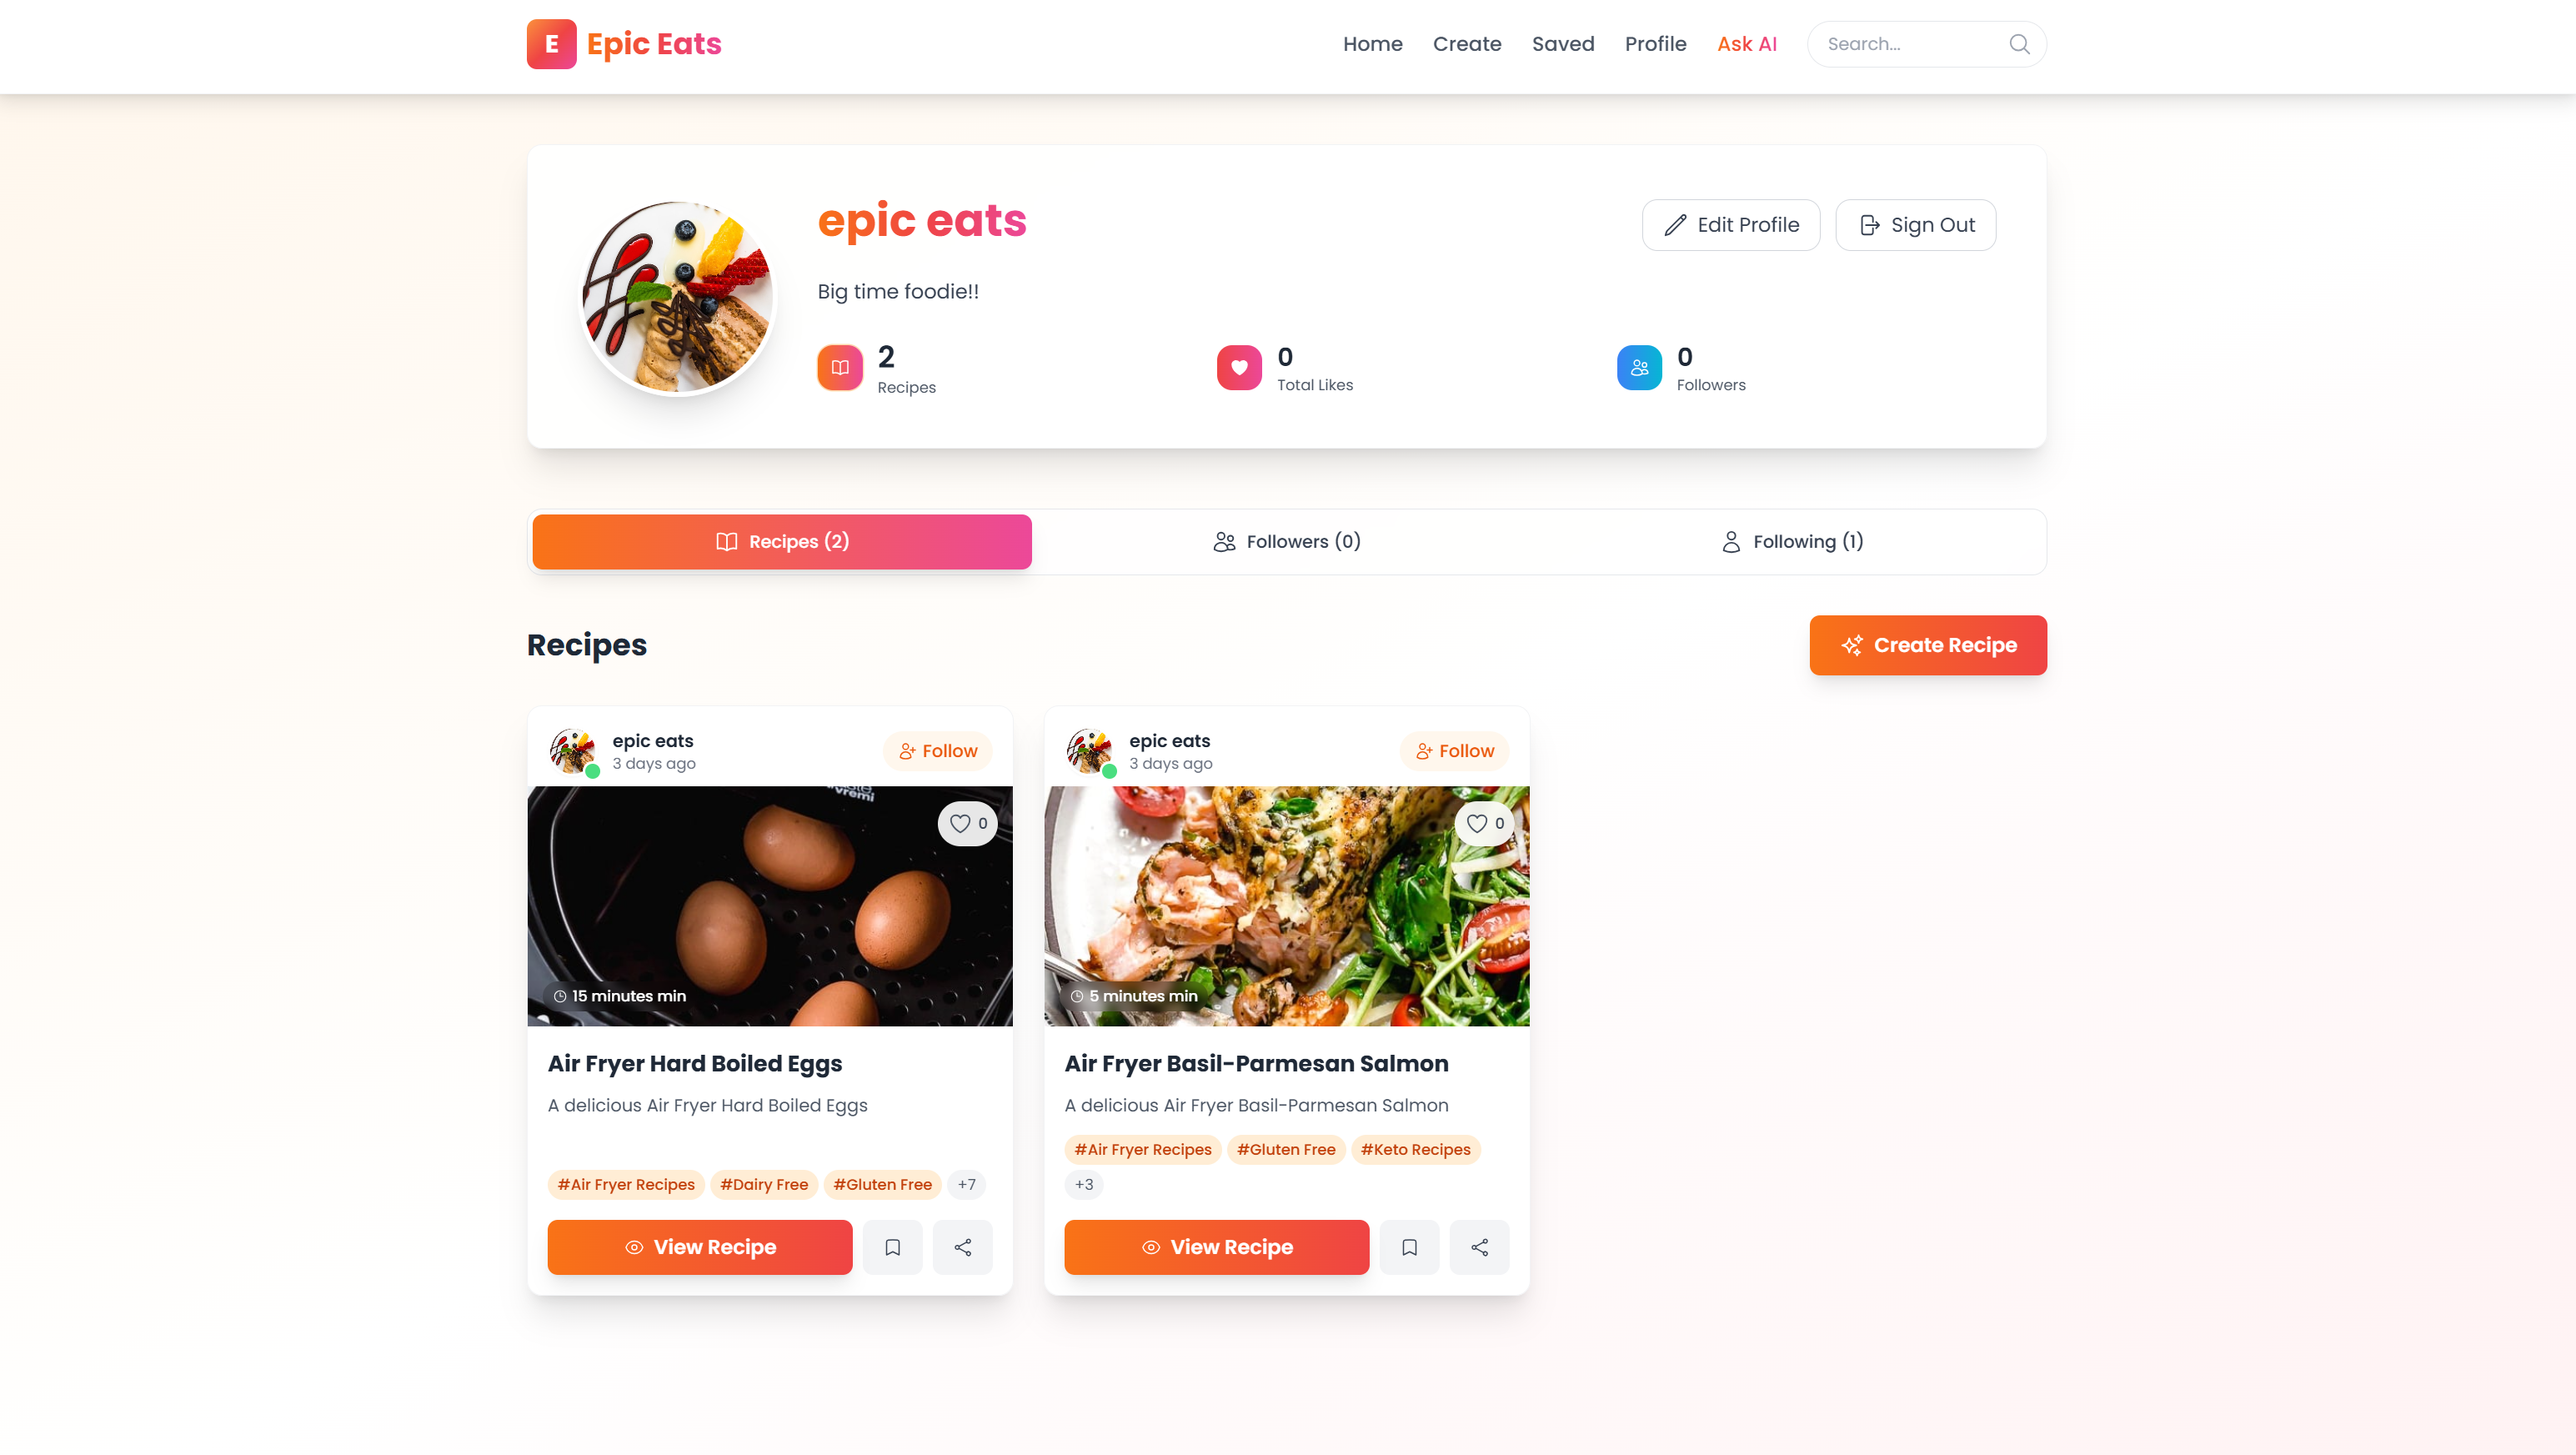 E Epic Eats
Home Create Saved Profile Ask AI Search...
epic eats
Edit Profile Sign Out
Big time foodie!!
2 Recipes
0 Total Likes
0 Followers
Recipes (2) Followers (0) Following (1)
Recipes
Create Recipe
epic eats
3 days ago
Follow
0
15 minutes min
Air Fryer Hard Boiled Eggs
A delicious Air Fryer Hard Boiled Eggs
#Air Fryer Recipes #Dairy Free #Gluten Free +7
View Recipe
epic eats
3 days ago
Follow
0
5 minutes min
Air Fryer Basil-Parmesan Salmon
A delicious Air Fryer Basil-Parmesan Salmon
#Air Fryer Recipes #Gluten Free #Keto Recipes
+3
View Recipe